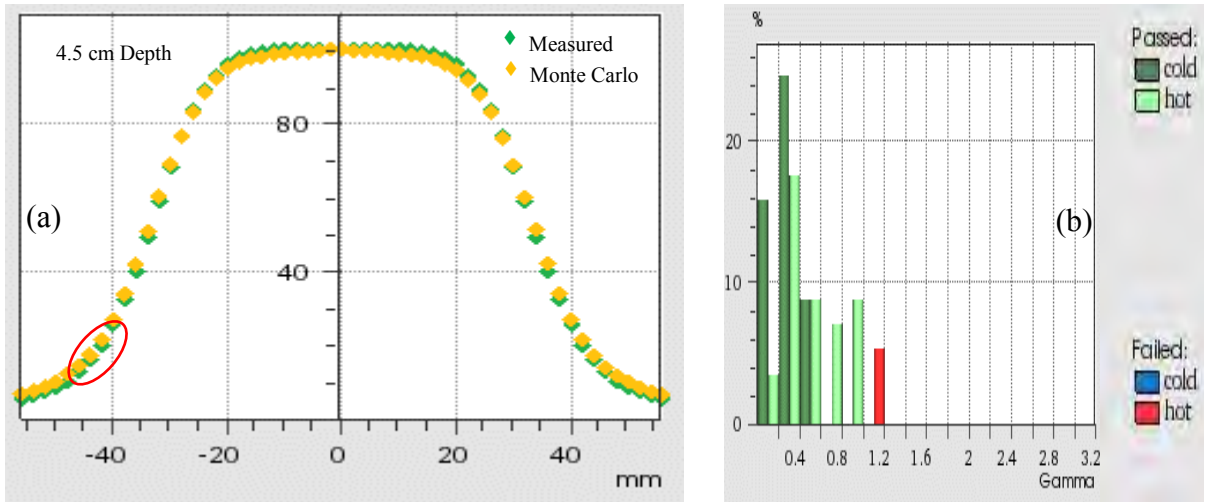 4.5 cm Depth
Measured
Monte Carlo
80
(a)
40
-40 -20 0 20 40
mm
%
20
(b)
10
0
0.4 0.8 1.2 1.6 2 2.4 2.8 3.2
Gamma
Passed:
cold
hot
Failed:
cold
hot